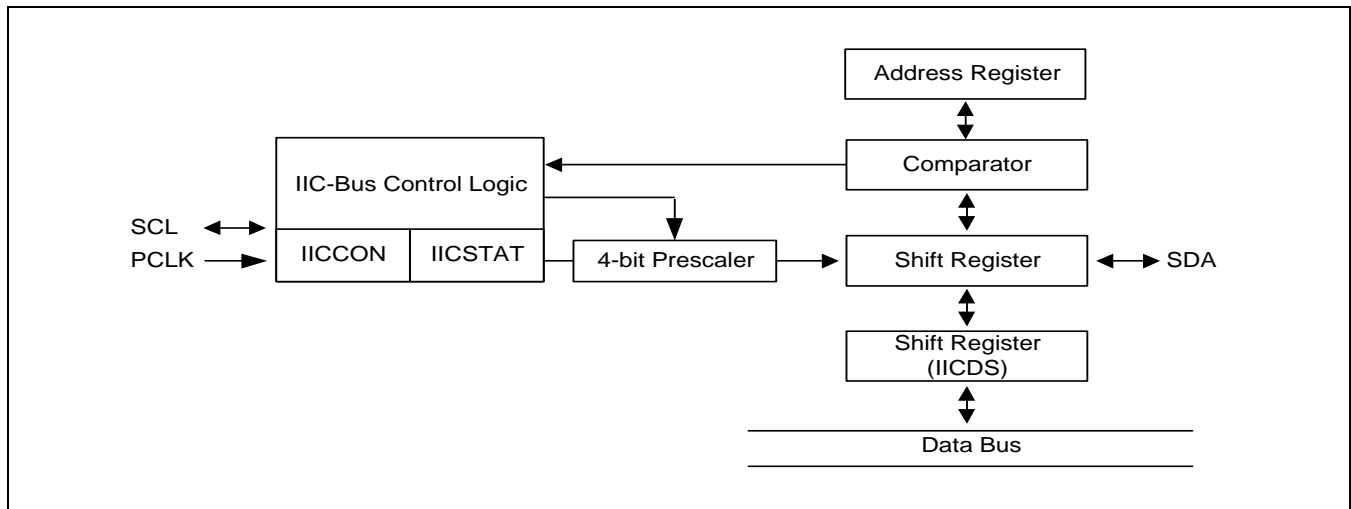 Address Register
Comparator
IIC-Bus Control Logic
SCL
PCLK
IICCON
IICSTAT
4-bit Prescaler
Shift Register
SDA
Shift Register
(IICDS)
Data Bus